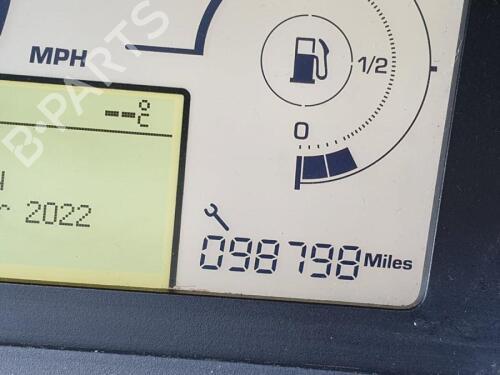 MPH
1/2
--°C
0
2022
098798 Miles
B-PARTS